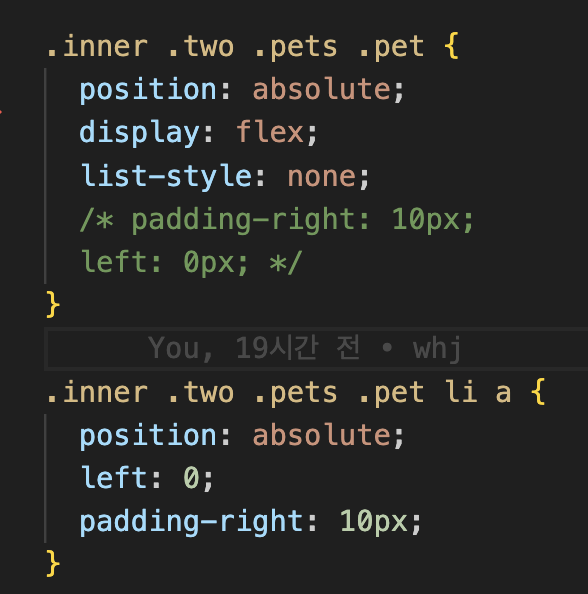 .inner .two .pets .pet {
position: absolute;
display: flex;
list-style: none;
/* padding-right: 10px;
left: 0px; */
}
You, 19시간 전 • whj
.inner .two .pets .pet li a {
position: absolute;
left: 0;
padding-right: 10px;
}